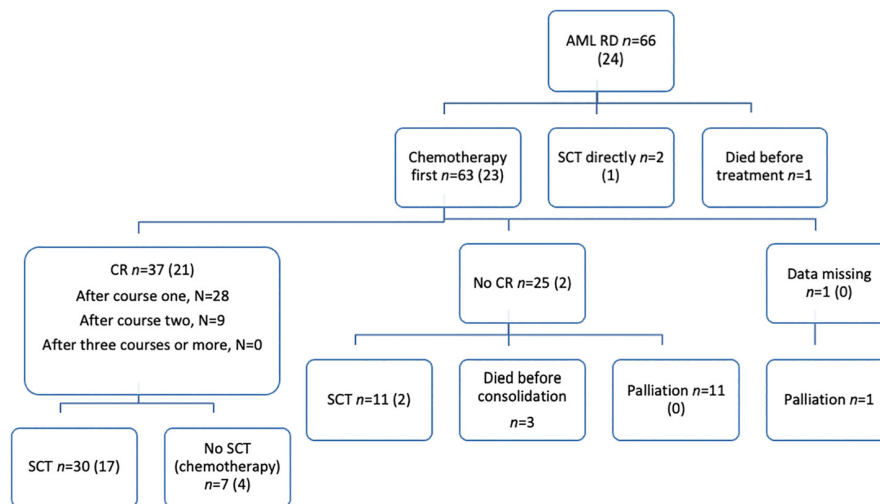 AML RD n=66
(24)
Chemotherapy
first n=63 (23)
SCT directly n=2
(1)
Died before
treatment n=1
CR n=37 (21)
After course one, N=28
After course two, N=9
After three courses or more, N=0
No CR n=25 (2)
Data missing
n=1 (0)
SCT n=11 (2)
Died before
consolidation
n=3
Palliation n=11
(0)
Palliation n=1
SCT n=30 (17)
No SCT
(chemotherapy)
n=7 (4)